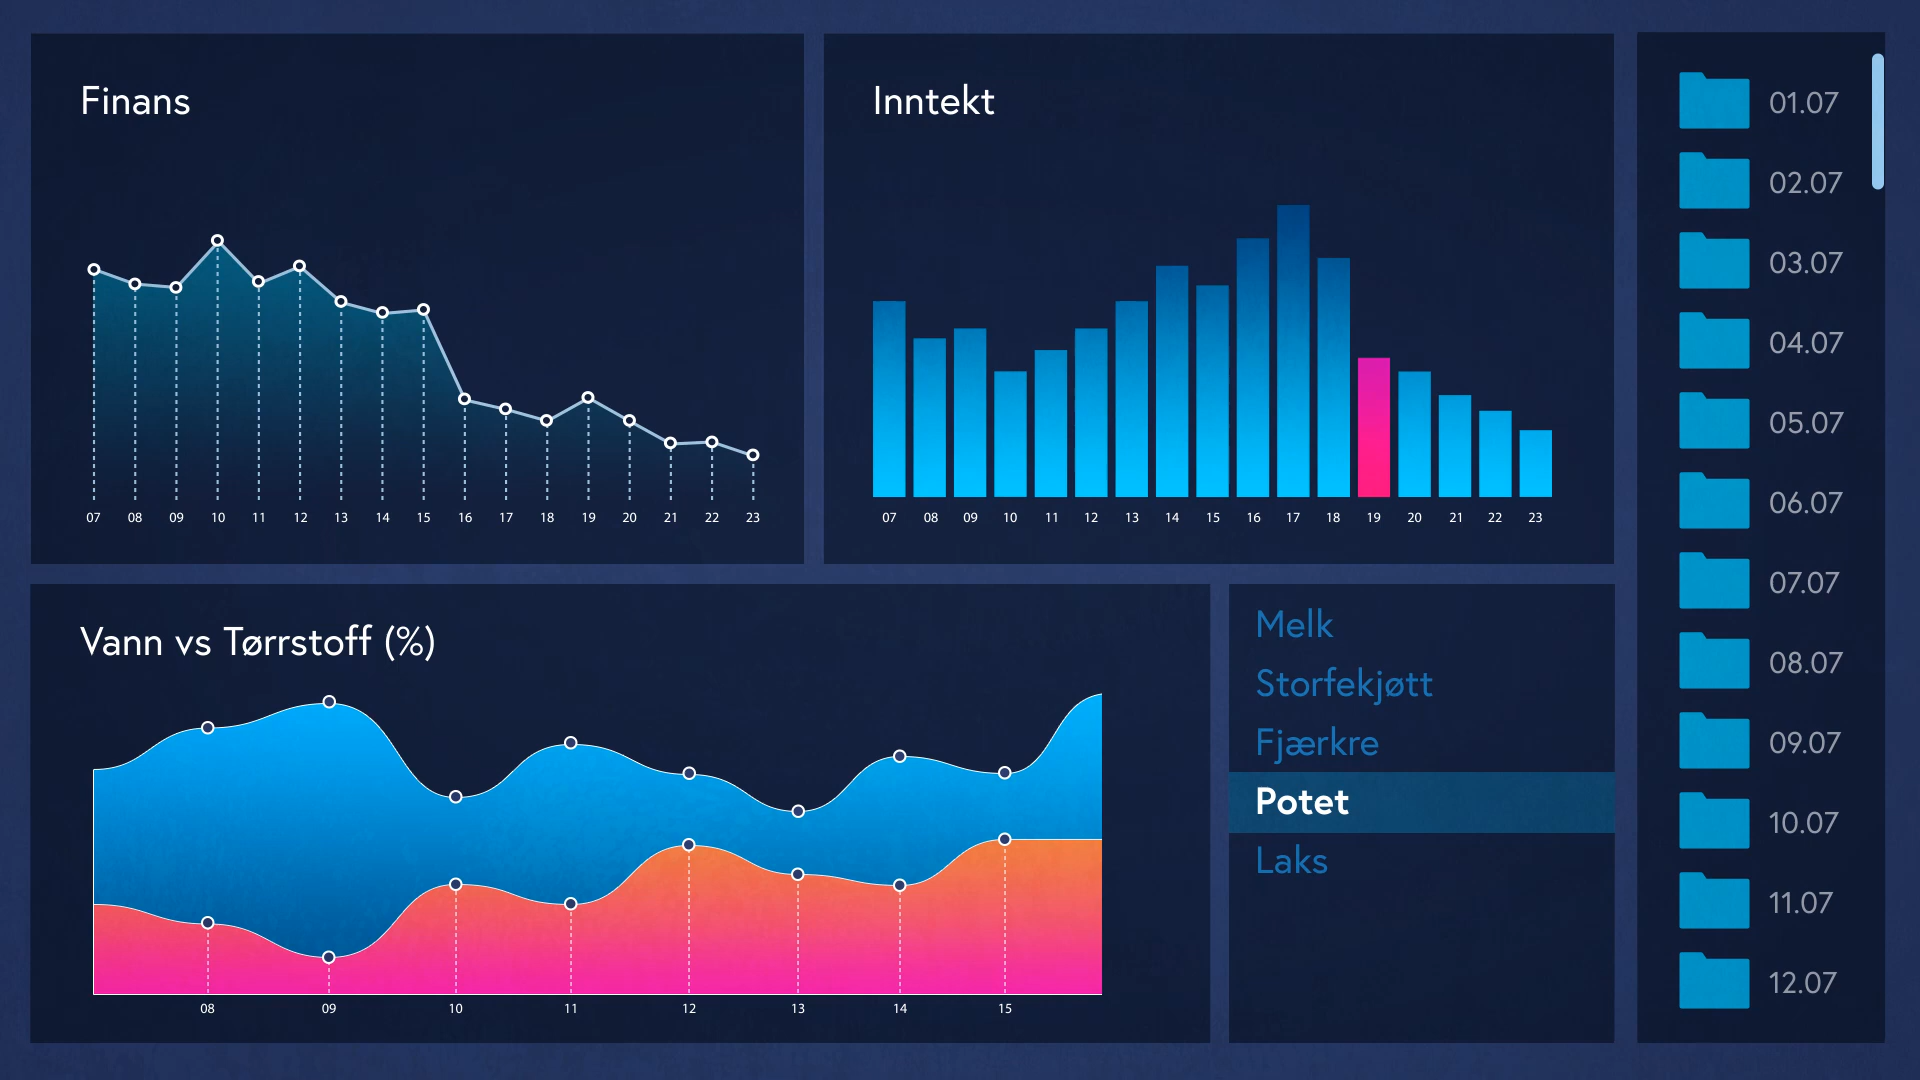 Finans
07 08 09 10 11 12 13 14 15 16 17 18 19 20 21 22 23
Inntekt
07 08 09 10 11 12 13 14 15 16 17 18 19 20 21 22 23
Vann vs Tørrstoff (%)
08 09 10 11 12 13 14 15
Melk
Storfekjøtt
Fjærkre
Potet
Laks
01.07
02.07
03.07
04.07
05.07
06.07
07.07
08.07
09.07
10.07
11.07
12.07